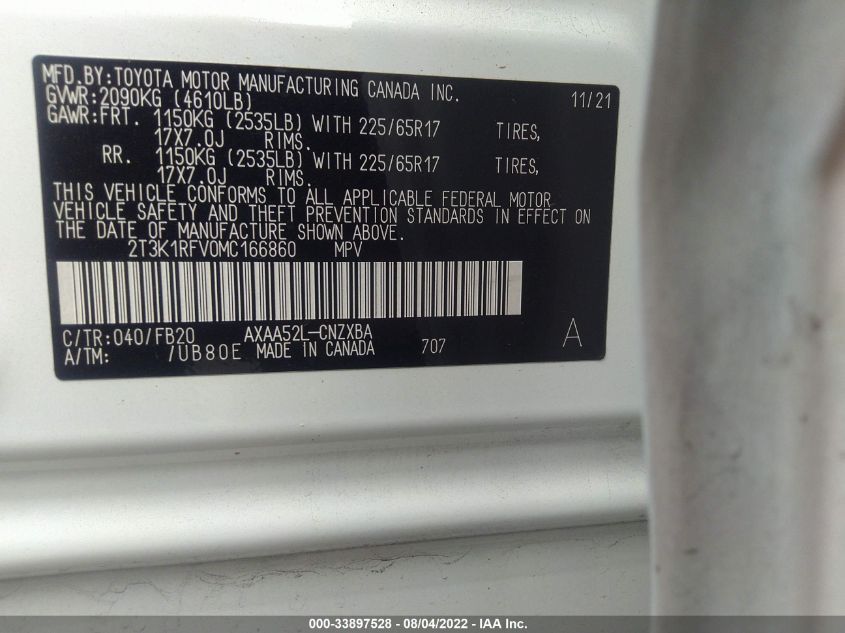 MFD.BY:TOYOTA MOTOR MANUFACTURING CANADA INC. 11/21
GVWR:2090KG (4610LB)
GAWR:FRT. 1150KG (2535LB) WITH 225/65R17 TIRES,
17X7.0J RIMS.
RR. 1150KG (2535LB) WITH 225/65R17 TIRES,
17X7.0J RIMS.
THIS VEHICLE CONFORMS TO ALL APPLICABLE FEDERAL MOTOR
VEHICLE SAFETY AND THEFT PREVENTION STANDARDS IN EFFECT ON
THE DATE OF MANUFACTURE SHOWN ABOVE.
2T3K1RFV0MC166860 MPV
C/TR:040/FB20 AXAA52L-CNZXBA A
A/TM: /UB80E MADE IN CANADA 707
000-33897528 - 08/04/2022 - IAA Inc.